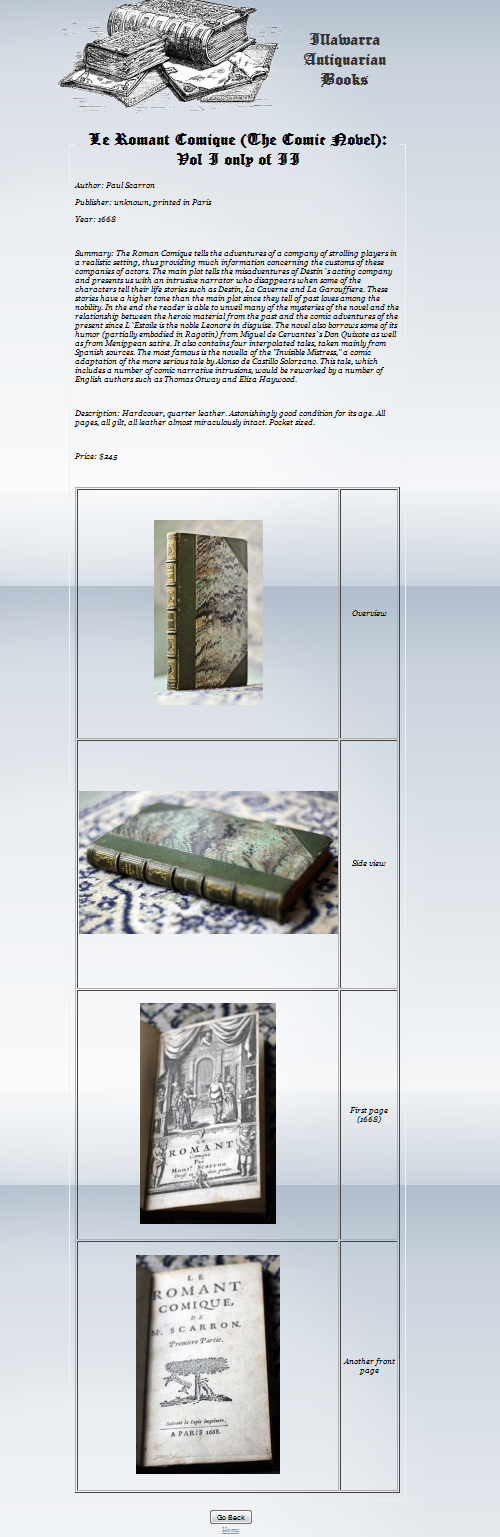 Illawarra
Antiquarian
Books
Le Romant Comique (The Comic Novel):
Vol I only of II
Author: Paul Scarron
Publisher: unknown, printed in Paris
Year: 1668
Summary: The Roman Comique tells the adventures of a company of strolling players in
a realistic setting, thus providing much information concerning the customs of these
companies of actors. The main plot tells the misadventures of Destin`s acting company
and presents us with an intrusive narrator who disappears when some of the
characters tell their life stories such as Destin, La Caverne and La Garouffiere. These
stories have a higher tone than the main plot since they tell of past loves among the
nobility. In the end the reader is able to unveil many of the mysteries of the novel and the
relationship between the heroic material from the past and the comic adventures of the
present since L`Estoile is the noble Leonore in disguise. The novel also borrows some of its
humor (partially embodied in Ragotin) from Miguel de Cervantes`s Don Quixote as well
as from Menippean satire. It also contains four interpolated tales, taken mainly from
Spanish sources. The most famous is the novella of the "Invisible Mistress," a comic
adaptation of the more serious tale by Alonso de Castillo Solorzano. This tale, which
includes a number of comic narrative intrusions, would be reworked by a number of
English authors such as Thomas Otway and Eliza Haywood.
Description: Hardcover, quarter leather. Astonishingly good condition for its age. All
pages, all gilt, all leather almost miraculously intact. Pocket sized.
Price: $245
Overview
Side view
LE
ROMANT
Comique
Par
Monsr Scarron
First page
(1668)
LE
ROMANT
COMIQUE,
DE
M. SCARRON.
Premiere Partie.
Suivant la Copie imprimée,
A PARIS 1668.
Another front
page
Go Back
Home